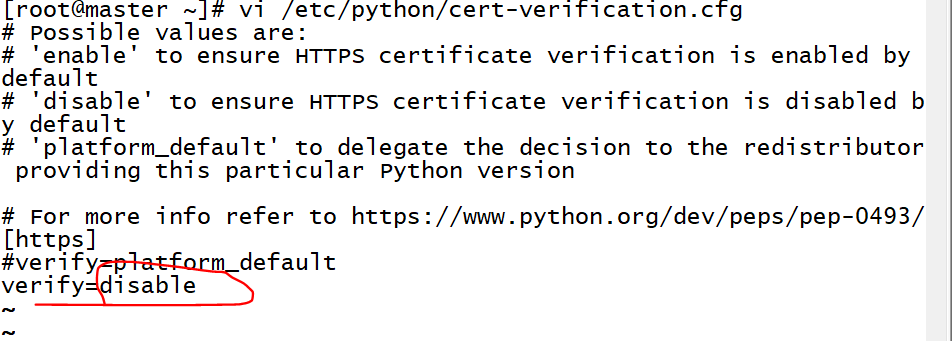 [root@master ~]# vi /etc/python/cert-verification.cfg
# Possible values are:
# 'enable' to ensure HTTPS certificate verification is enabled by
default
# 'disable' to ensure HTTPS certificate verification is disabled b
y default
# 'platform_default' to delegate the decision to the redistributor
 providing this particular Python version

# For more info refer to https://www.python.org/dev/peps/pep-0493/
[https]
#verify=platform_default
verify=disable
~
~